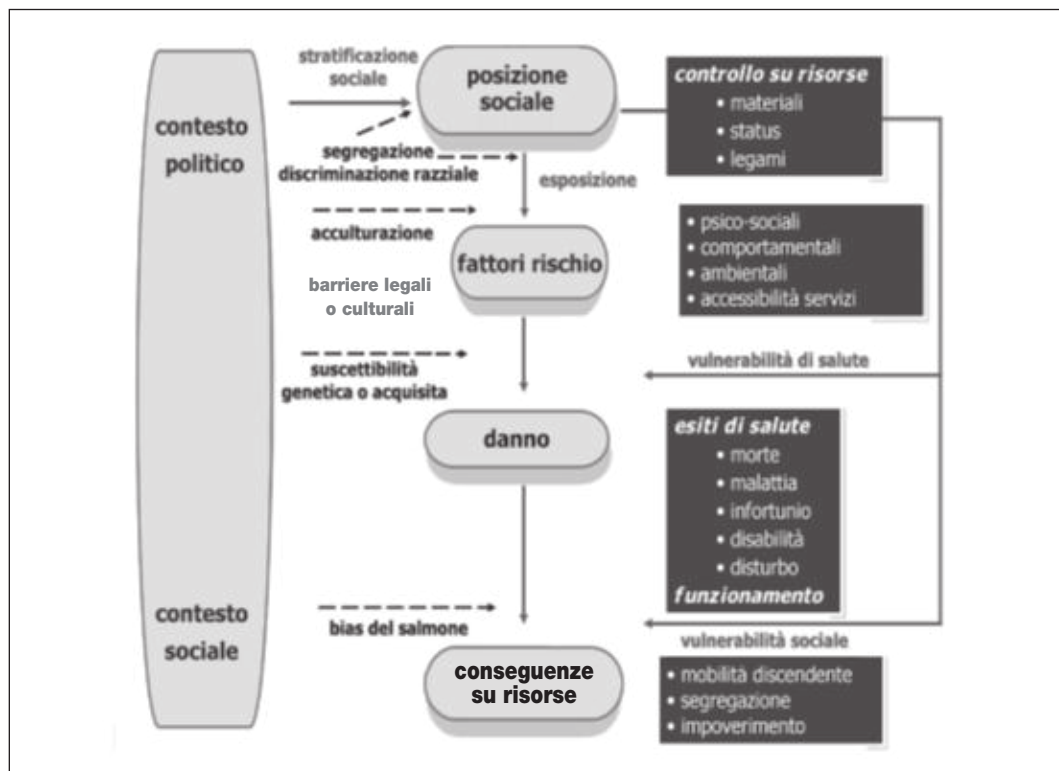 contesto
politico
contesto
sociale
stratificazione
sociale
posizione
sociale
segregazione
discriminazione razziale
esposizione
acculturazione
fattori rischio
barriere legali
o culturali
suscettibilità
genetica o acquisita
danno
bias del salmone
conseguenze
su risorse
controllo su risorse
• materiali
• status
• legami
• psico-sociali
• comportamentali
• ambientali
• accessibilità servizi
vulnerabilità di salute
esiti di salute
• morte
• malattia
• infortunio
• disabilità
• disturbo
funzionamento
vulnerabilità sociale
• mobilità discendente
• segregazione
• impoverimento